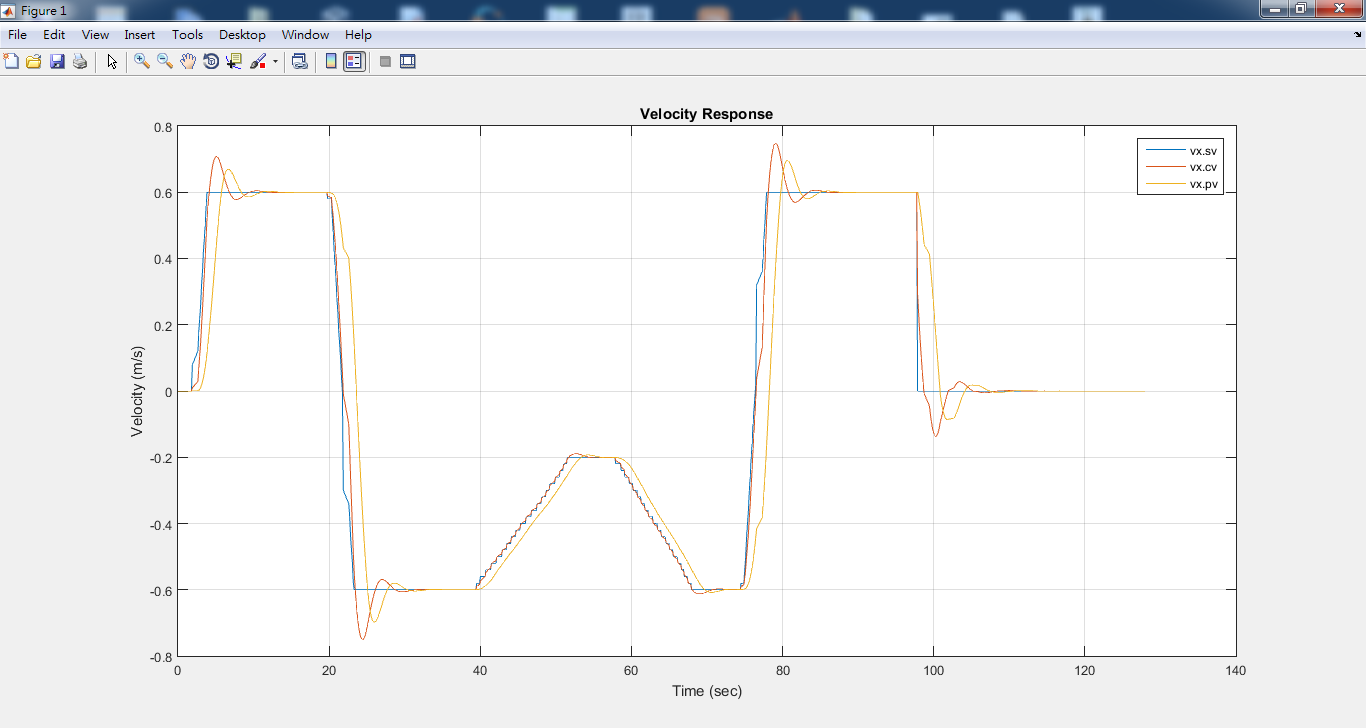 Figure 1
File Edit View Insert Tools Desktop Window Help
Velocity Response
vx.sv
vx.cv
vx.pv
Velocity (m/s)
0.8
0.6
0.4
0.2
0
-0.2
-0.4
-0.6
-0.8
0 20 40 60 80 100 120 140
Time (sec)